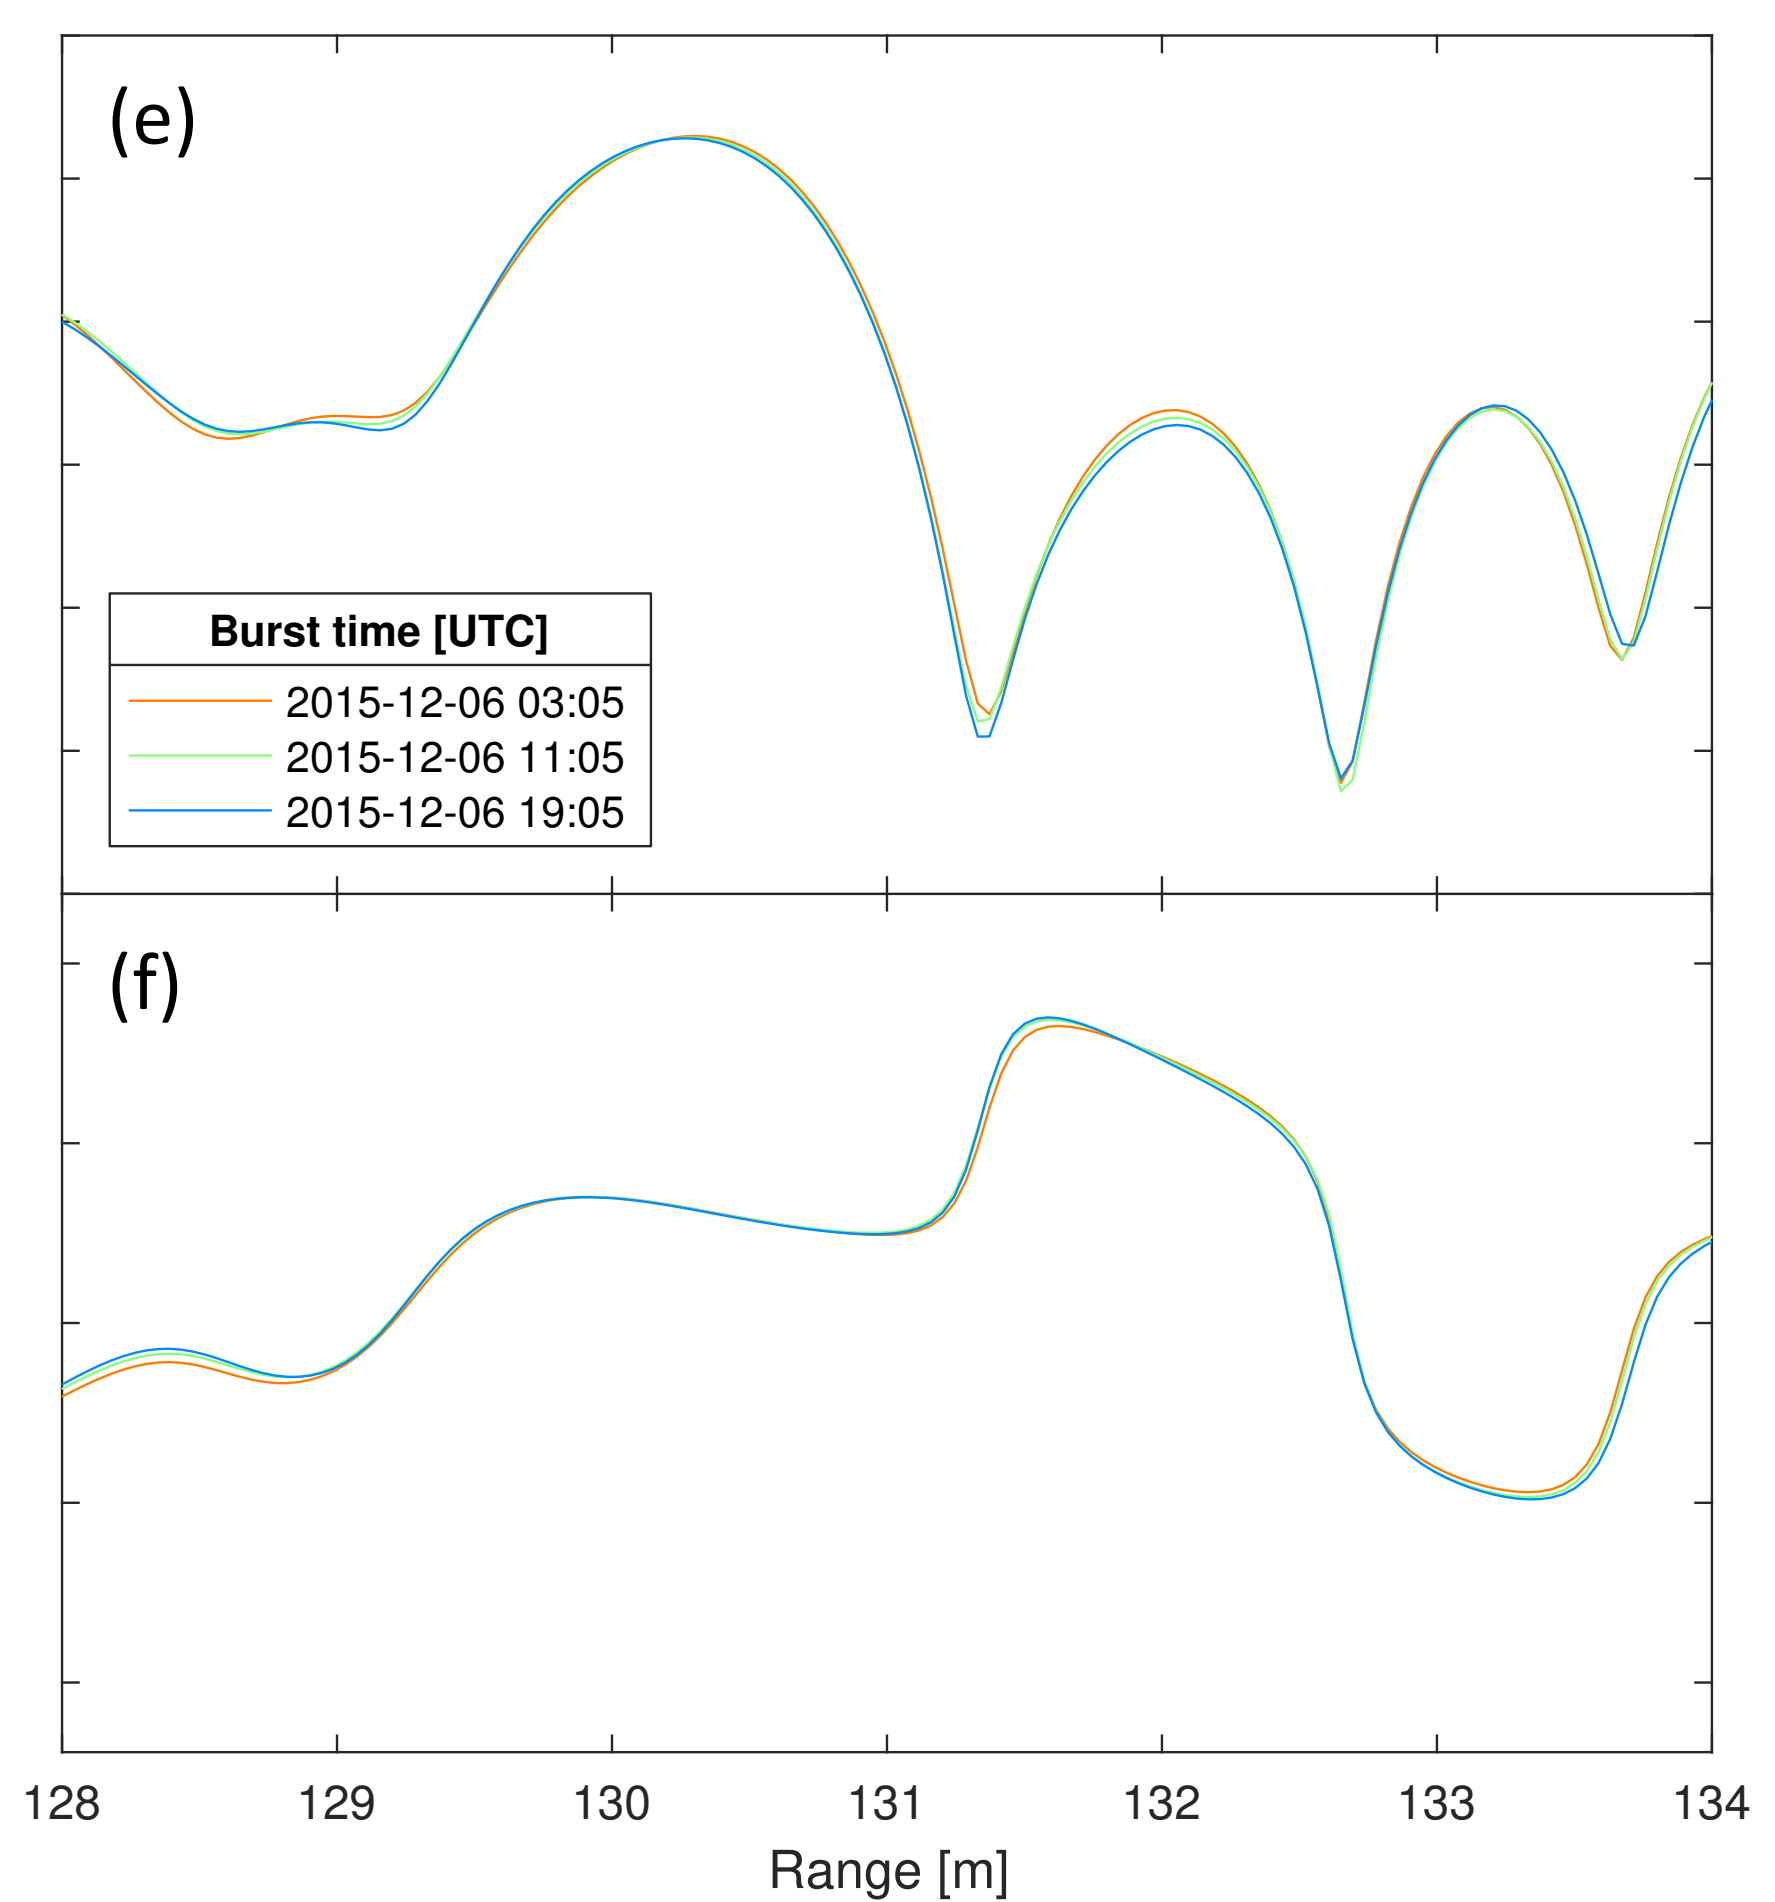 (e)
Burst time [UTC]
2015-12-06 03:05
2015-12-06 11:05
2015-12-06 19:05
(f)
128 129 130 131 132 133 134
Range [m]